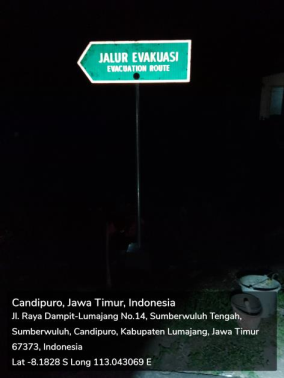 JALUR EVAKUASI
EVACUATION ROUTE
Candipuro, Jawa Timur, Indonesia
Jl. Raya Dampit-Lumajang No.14, Sumberwuluh Tengah,
Sumberwuluh, Candipuro, Kabupaten Lumajang, Jawa Timur
67373, Indonesia
Lat -8.1828 S Long 113.043069 E